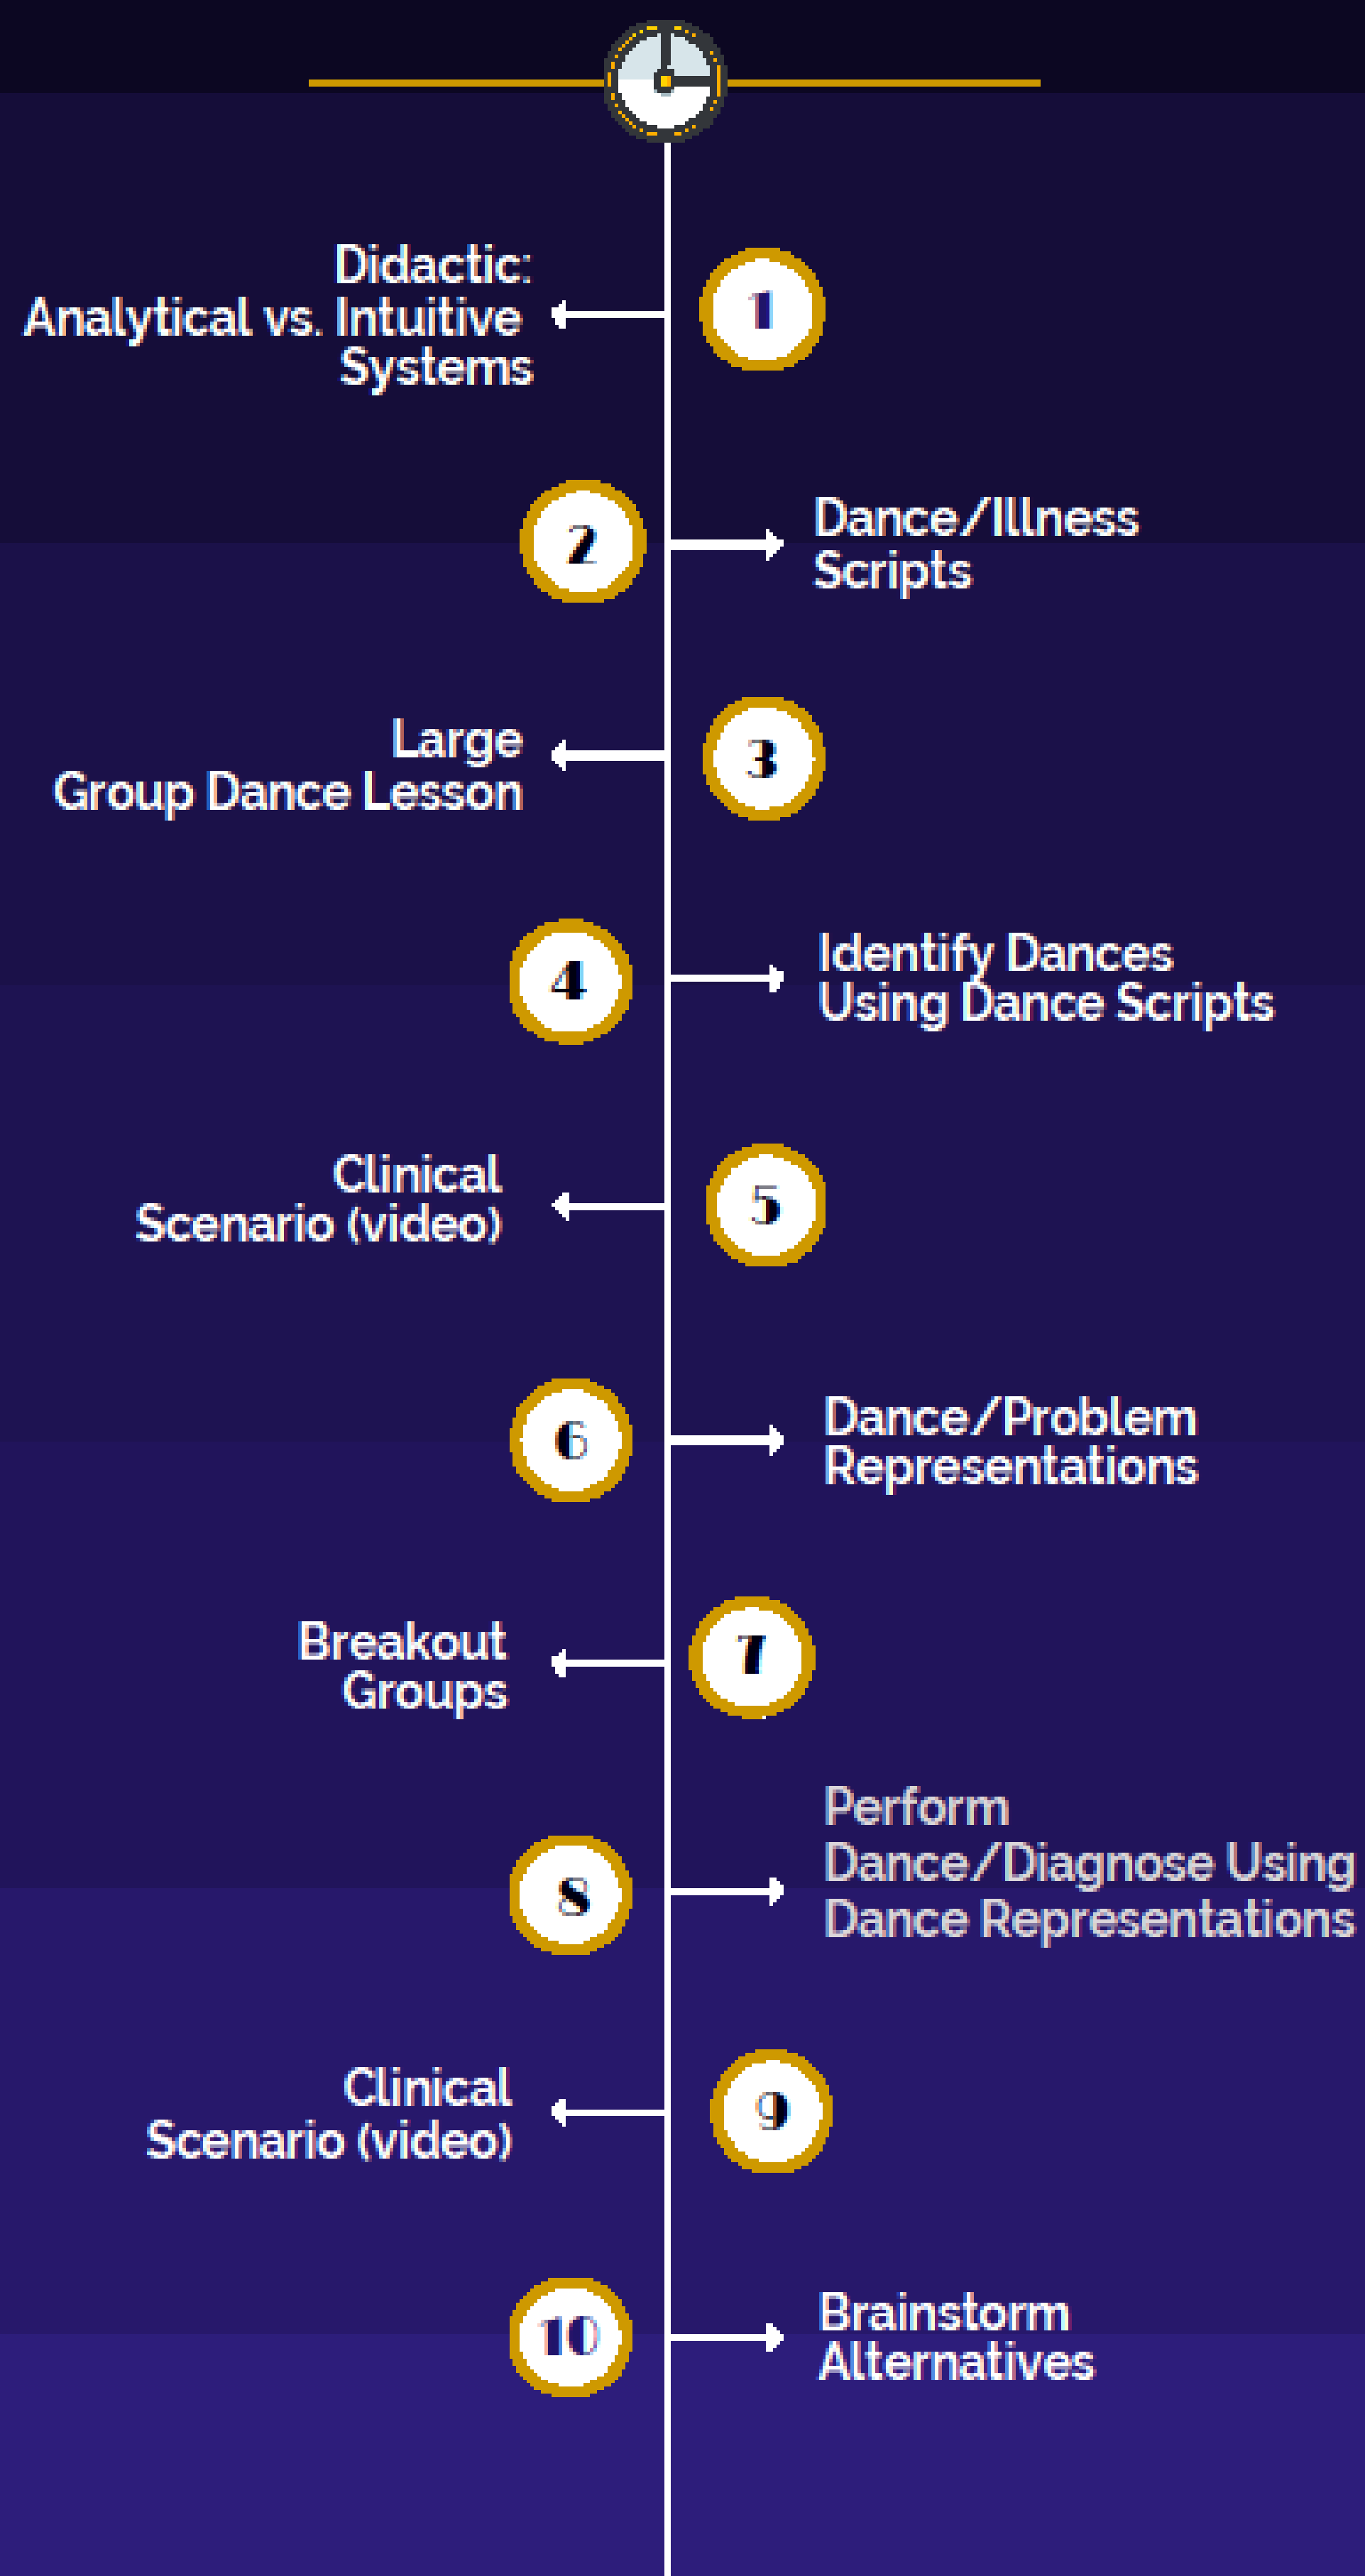 Didactic:
Analytical vs. Intuitive
Systems
1
2
Dance/Illness
Scripts
Large
Group Dance Lesson
3
4
Identify Dances
Using Dance Scripts
Clinical
Scenario (video)
5
6
Dance/Problem
Representations
Breakout
Groups
7
8
Perform
Dance/Diagnose Using
Dance Representations
Clinical
Scenario (video)
9
10
Brainstorm
Alternatives